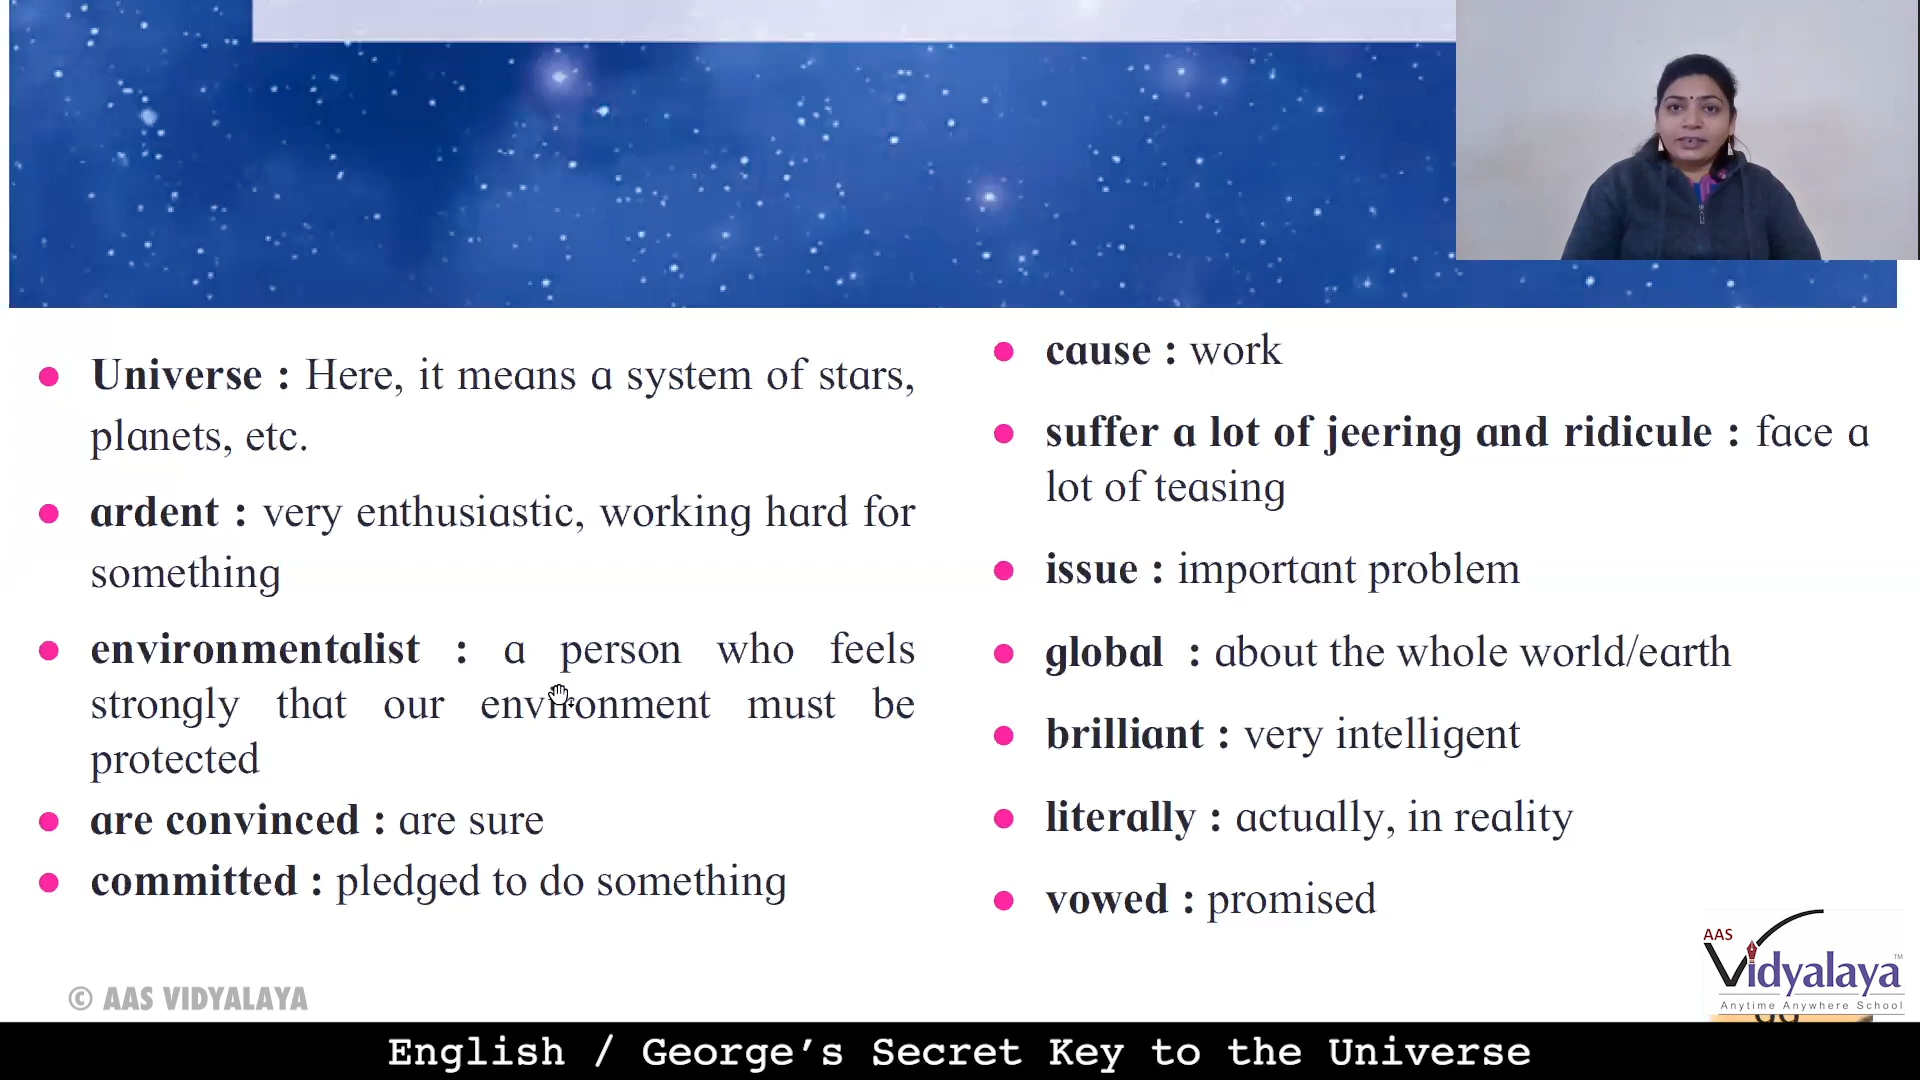 Universe : Here, it means a system of stars,
planets, etc.
ardent : very enthusiastic, working hard for
something
environmentalist : a person who feels
strongly that our environment must be
protected
are convinced : are sure
committed : pledged to do something
cause : work
suffer a lot of jeering and ridicule : face a
lot of teasing
issue : important problem
global : about the whole world/earth
brilliant : very intelligent
literally : actually, in reality
vowed : promised
AAS
Vidyalaya™
Anytime Anywhere School
© AAS VIDYALAYA
English / George’s Secret Key to the Universe